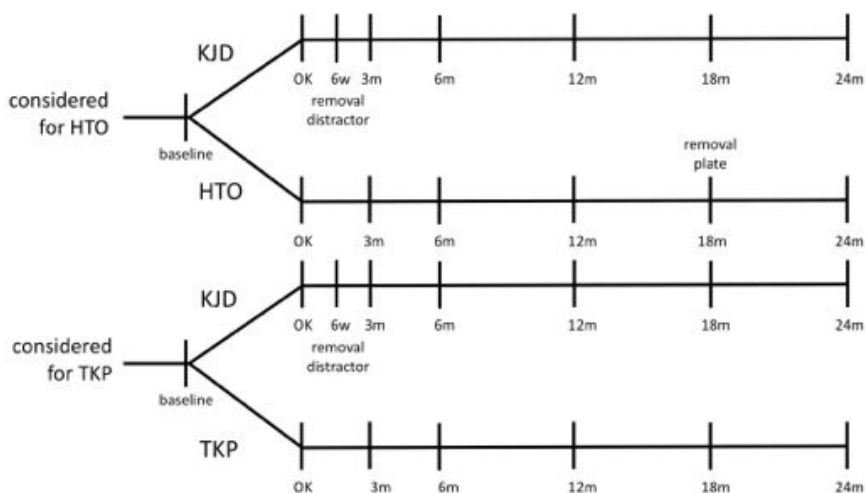 KJD
OK 6w 3m 6m 12m 18m 24m
removal
distractor
considered
for HTO
baseline
removal
plate
HTO
OK 3m 6m 12m 18m 24m
KJD
OK 6w 3m 6m 12m 18m 24m
removal
distractor
considered
for TKP
baseline
TKP
OK 3m 6m 12m 18m 24m